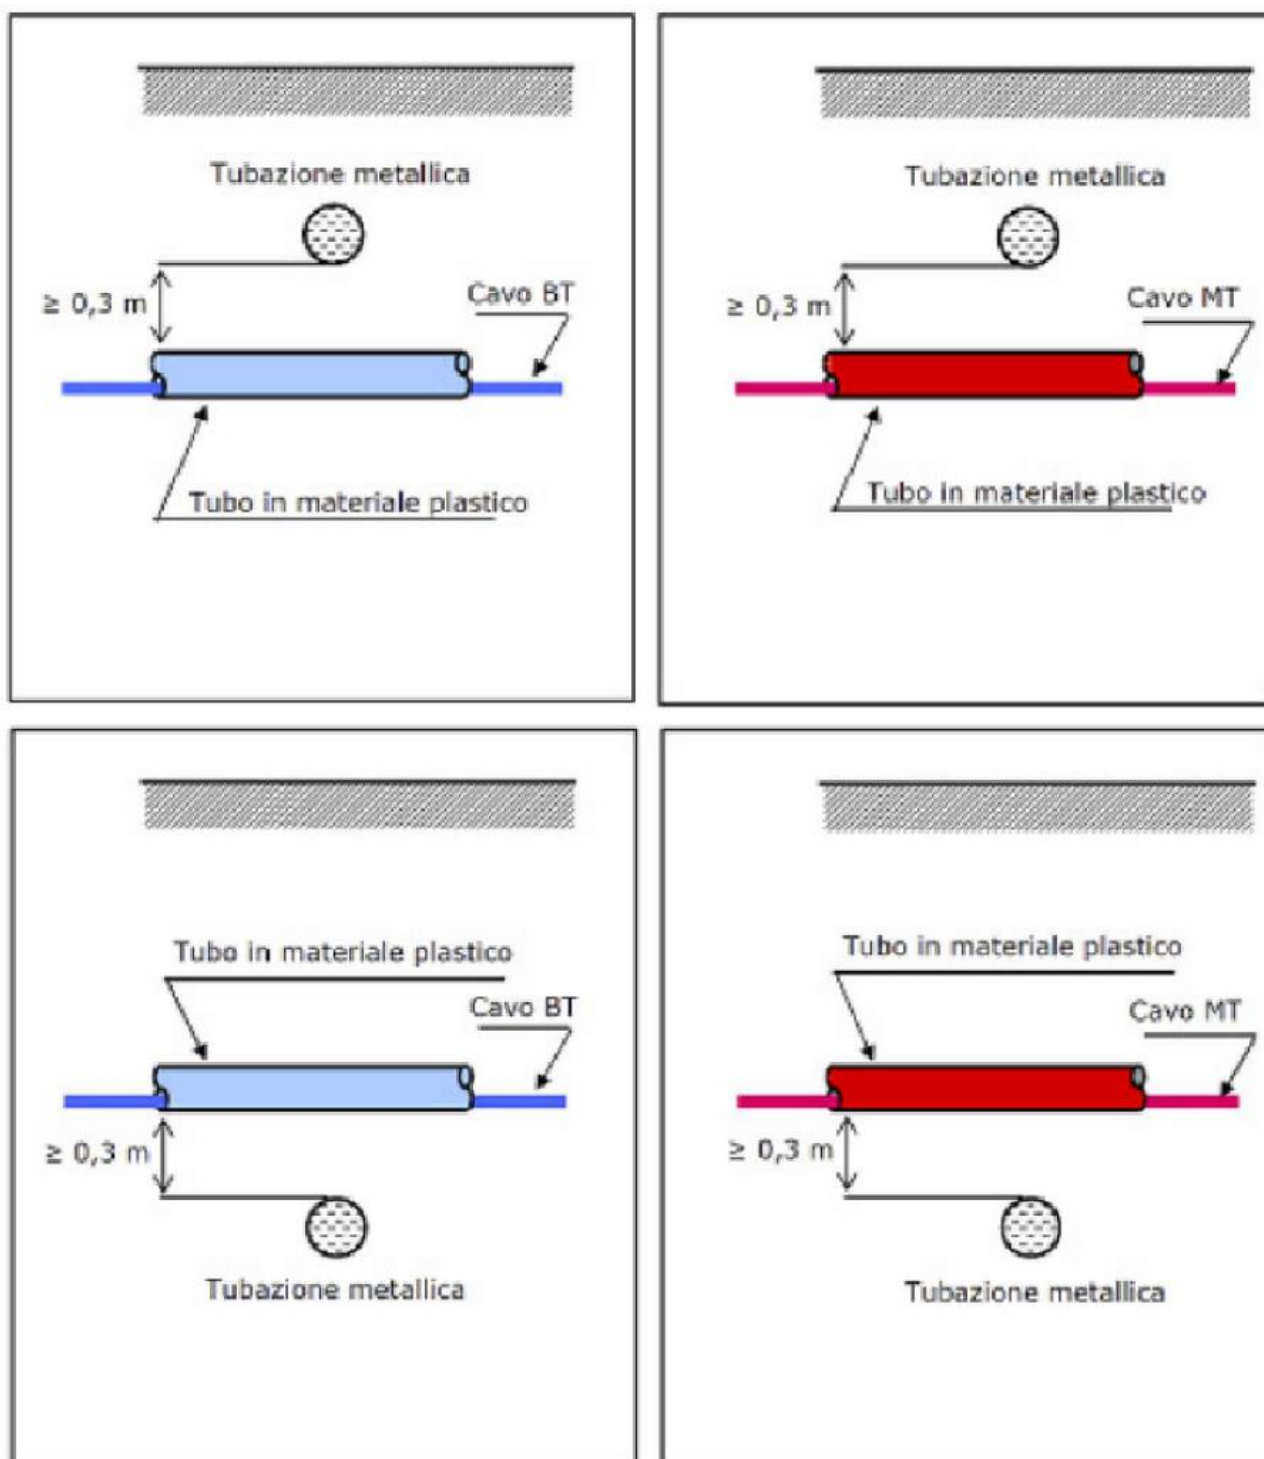 Tubazione metallica
≥ 0,3 m
Cavo BT
Tubo in materiale plastico
Tubazione metallica
≥ 0,3 m
Cavo MT
Tubo in materiale plastico
Tubo in materiale plastico
Cavo BT
≥ 0,3 m
Tubazione metallica
Tubo in materiale plastico
Cavo MT
≥ 0,3 m
Tubazione metallica